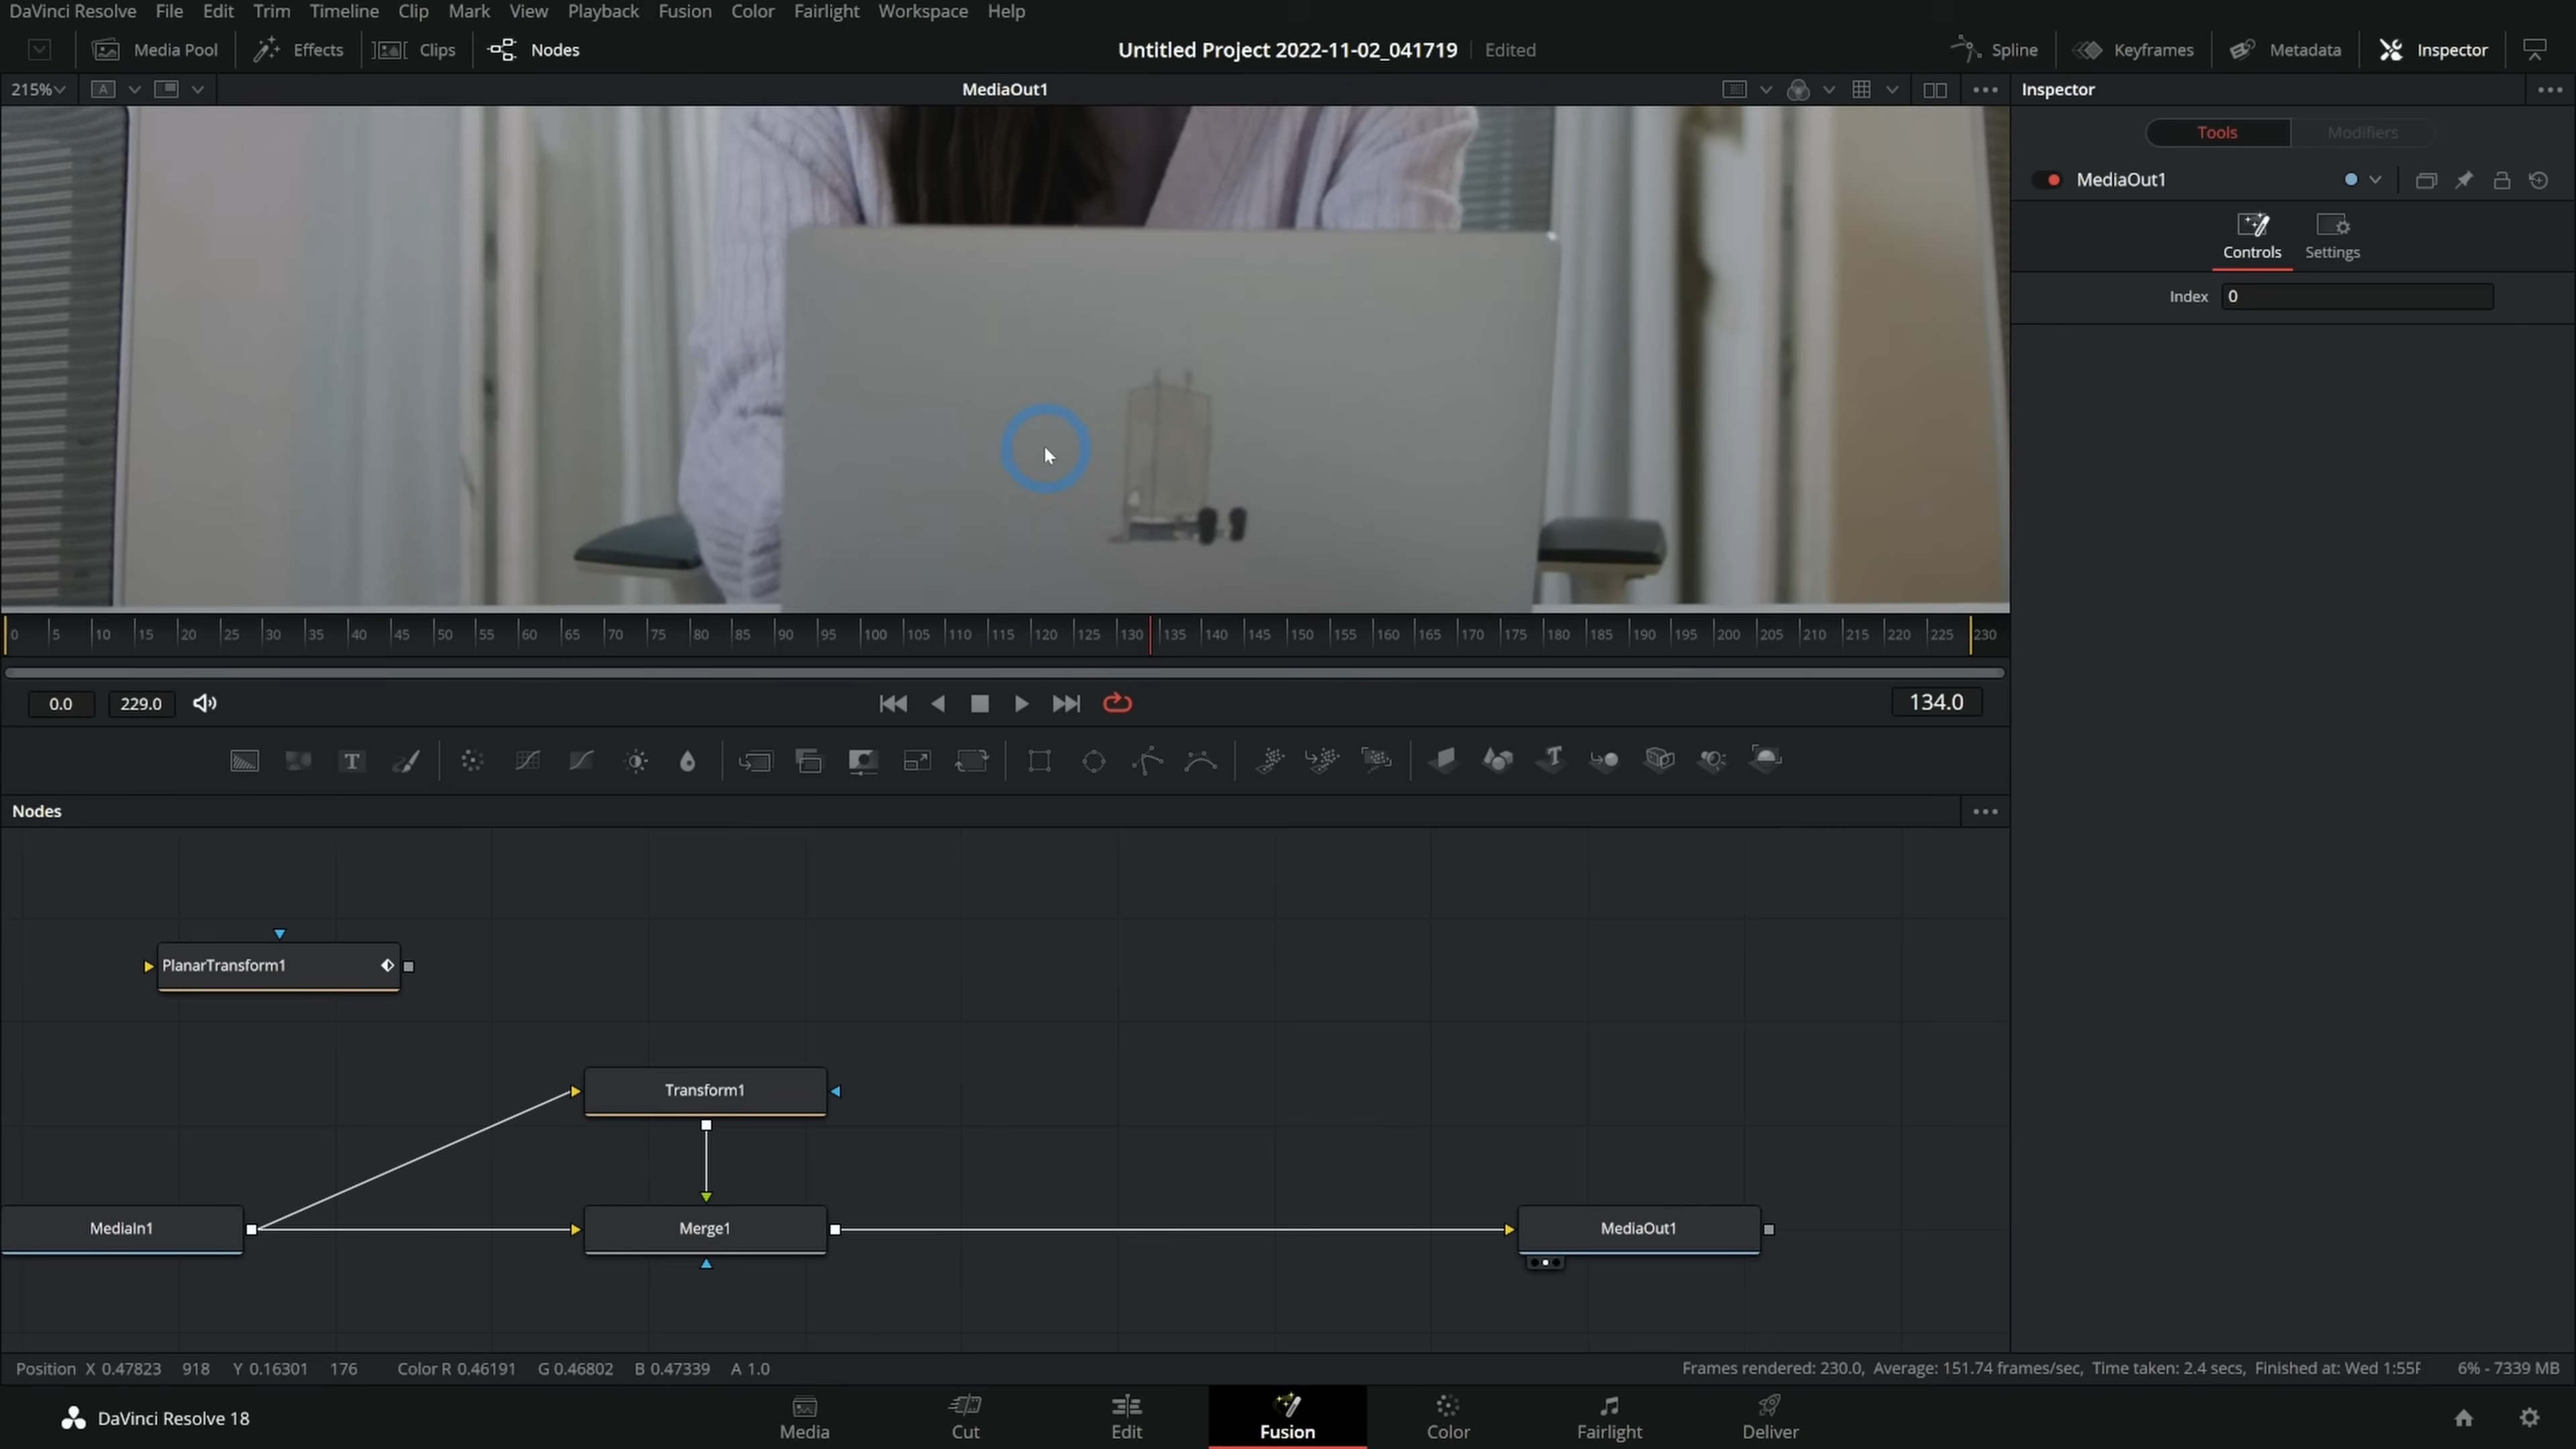 DaVinci Resolve File Edit Trim Timeline Clip Mark View Playback Fusion Color Fairlight Workspace Help
Media Pool Effects Clips Nodes Untitled Project 2022-11-02_041719 Edited Spline Keyframes Metadata Inspector
215% A MediaOut1 Inspector
Tools Modifiers
MediaOut1
Controls Settings
Index 0
0 5 10 15 20 25 30 35 40 45 50 55 60 65 70 75 80 85 90 95 100 105 110 115 120 125 130 135 140 145 150 155 160 165 170 175 180 185 190 195 200 205 210 215 220 225 230
0.0 229.0 134.0
T T
Nodes
PlanarTransform1
Transform1
MediaIn1 Merge1 MediaOut1
Position X 0.47823 918 Y 0.16301 176 Color R 0.46191 G 0.46802 B 0.47339 A 1.0 Frames rendered: 230.0, Average: 151.74 frames/sec, Time taken: 2.4 secs, Finished at: Wed 1:55P 6% - 7339 MB
DaVinci Resolve 18 Media Cut Edit Fusion Color Fairlight Deliver